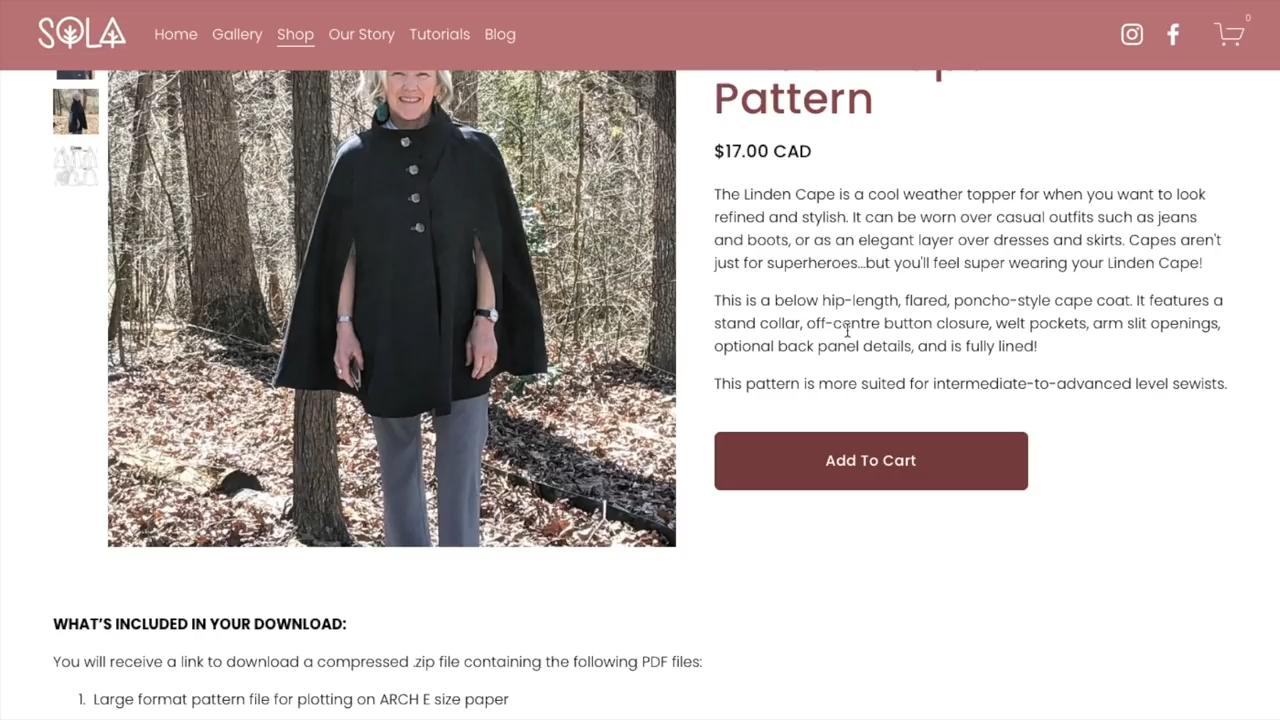 SOLA
Home Gallery Shop Our Story Tutorials Blog
0
Pattern
$17.00 CAD
The Linden Cape is a cool weather topper for when you want to look
refined and stylish. It can be worn over casual outfits such as jeans
and boots, or as an elegant layer over dresses and skirts. Capes aren't
just for superheroes...but you'll feel super wearing your Linden Cape!
This is a below hip-length, flared, poncho-style cape coat. It features a
stand collar, off-centre button closure, welt pockets, arm slit openings,
optional back panel details, and is fully lined!
This pattern is more suited for intermediate-to-advanced level sewists.
Add To Cart
WHAT'S INCLUDED IN YOUR DOWNLOAD:
You will receive a link to download a compressed .zip file containing the following PDF files:
1. Large format pattern file for plotting on ARCH E size paper